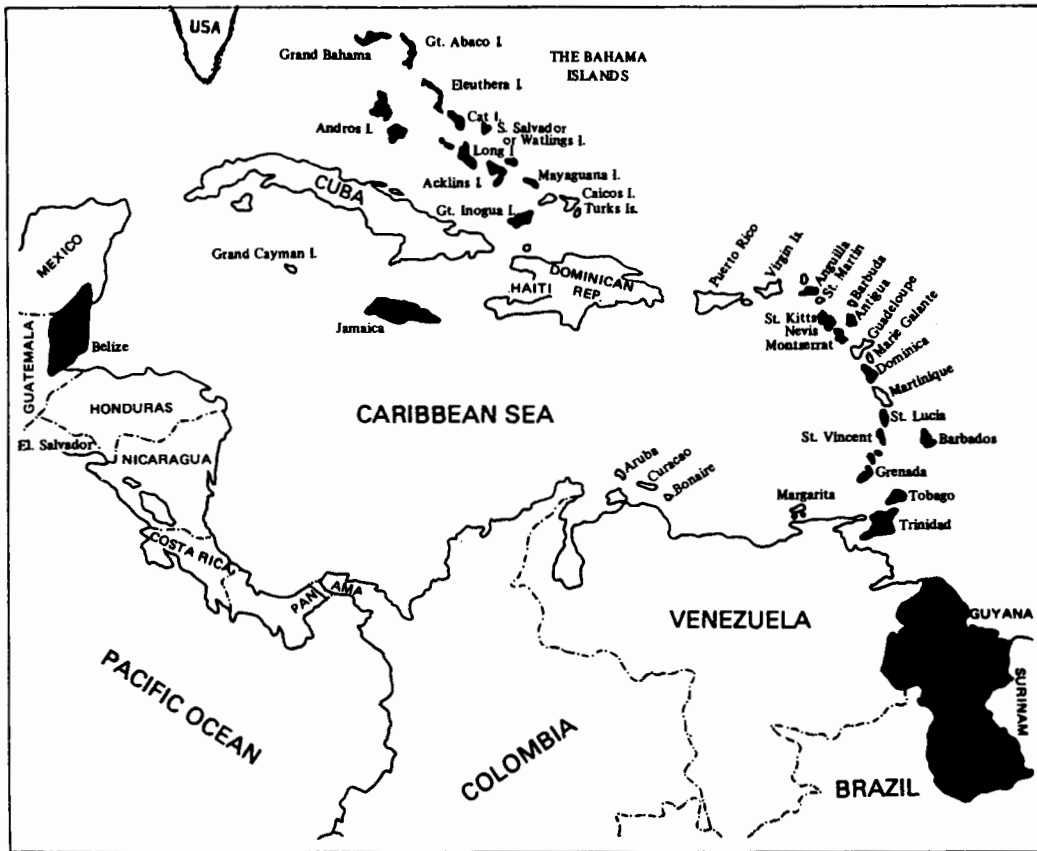 USA
Grand Bahama
Gt. Abaco I.
THE BAHAMA
ISLANDS
Eleuthera I.
Andros I.
Cat I.
S. Salvador
or Watlings I.
Long I
Acklins I
Mayaguana I.
Caicos I.
Turks Is.
Gt. Inogua I.
CUBA
MEXICO
Grand Cayman I.
HAITI
DOMINICAN
REP.
Puerto Rico
Virgin Is.
Anguilla
St. Martin
Barbuda
Antigua
Guadeloupe
Marie Galante
St. Kitts
Nevis
Montserrat
Dominica
Martinique
Jamaica
Belize
GUATEMALA
HONDURAS
CARIBBEAN SEA
St. Lucia
St. Vincent
Barbados
El. Salvador
NICARAGUA
Grenada
Aruba
Curacao
Bonaire
Margarita
Tobago
Trinidad
COSTA RICA
PAN
AMA
VENEZUELA
GUYANA
SURINAM
PACIFIC OCEAN
COLOMBIA
BRAZIL